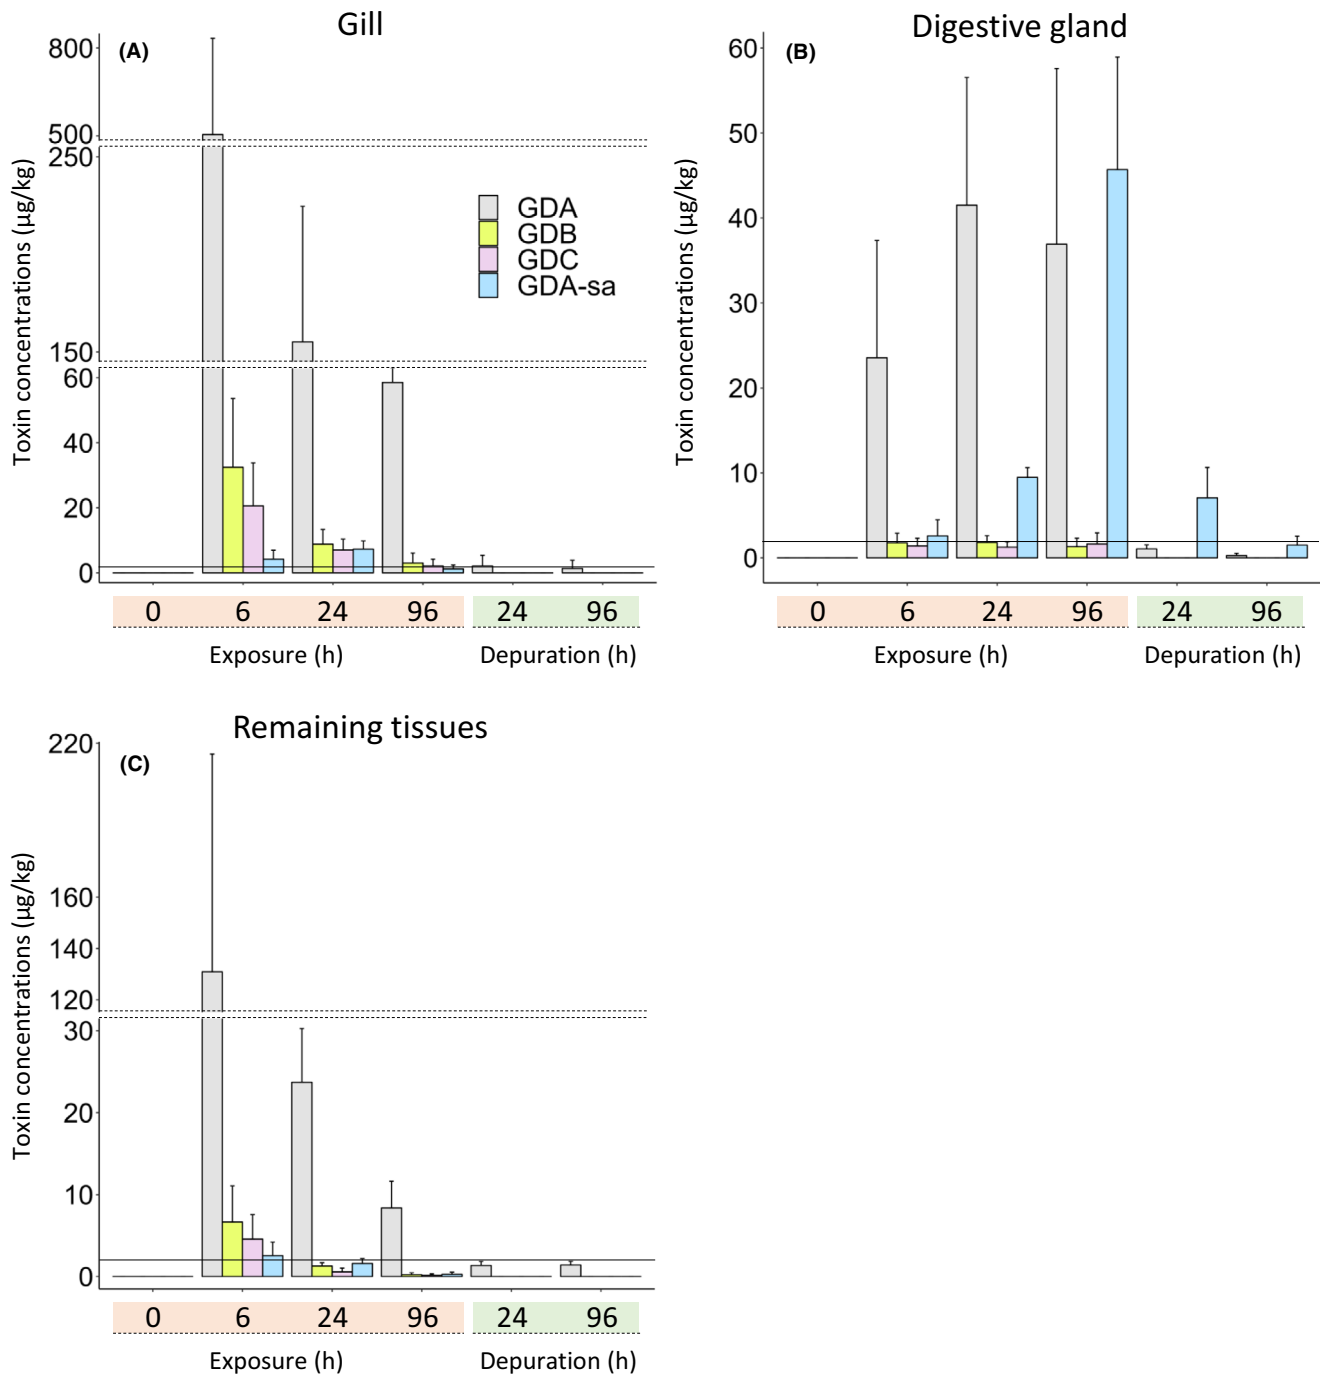 Gill
(A)
Toxin concentrations (µg/kg)
800
500
250
150
60
40
20
0
GDA
GDB
GDC
GDA-sa
0 6 24 96 24 96
Exposure (h) Depuration (h)
Digestive gland
(B)
Toxin concentrations (µg/kg)
60
50
40
30
20
10
0
0 6 24 96 24 96
Exposure (h) Depuration (h)
Remaining tissues
(C)
Toxin concentrations (µg/kg)
220
160
140
120
30
20
10
0
0 6 24 96 24 96
Exposure (h) Depuration (h)